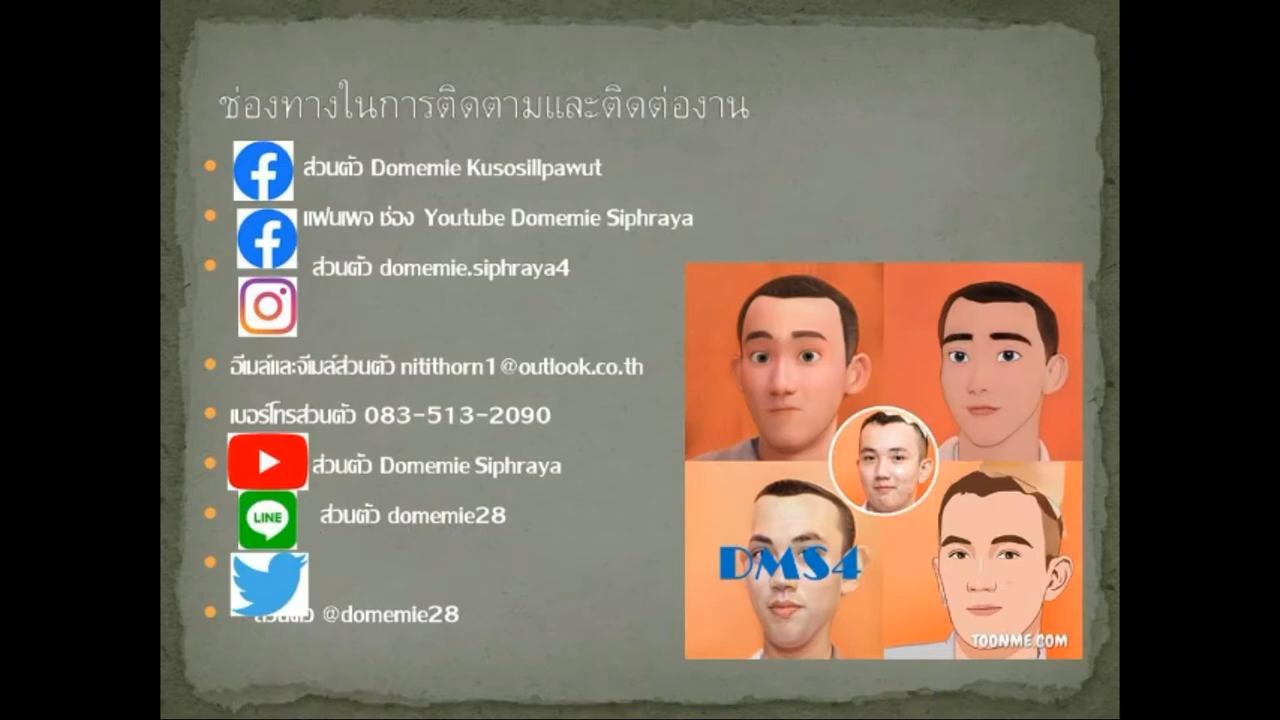 ช่องทางในการติดตามและติดต่องาน
ส่วนตัว Domemie Kusosillpawut
แฟนเพจ ช่อง Youtube Domemie Siphraya
ส่วนตัว domemie.siphraya4
อีเมล์และจีเมล์ส่วนตัว nitithorn1@outlook.co.th
เบอร์โทรส่วนตัว 083-513-2090
ส่วนตัว Domemie Siphraya
LINE ส่วนตัว domemie28
ส่วนตัว @domemie28
DMS4
TOONME.COM